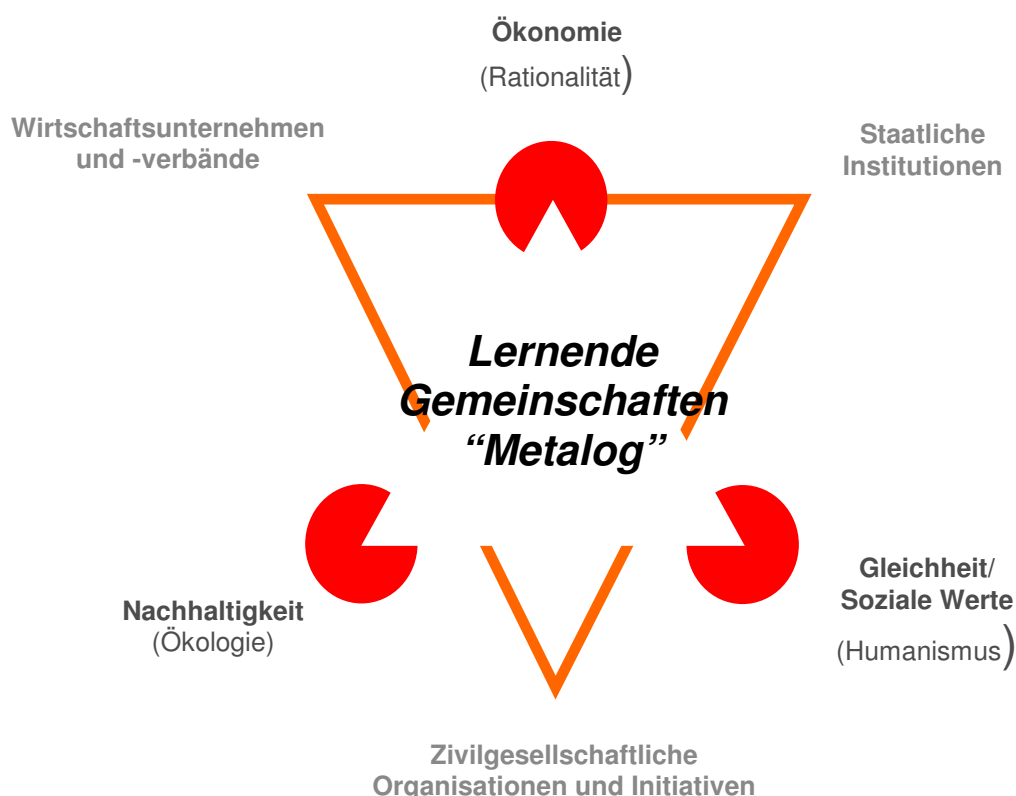 Ökonomie
(Rationalität)
Wirtschaftsunternehmen
und -verbände
Staatliche
Institutionen
Lernende
Gemeinschaften
“Metalog”
Nachhaltigkeit
(Ökologie)
Gleichheit/
Soziale Werte
(Humanismus)
Zivilgesellschaftliche
Organisationen und Initiativen